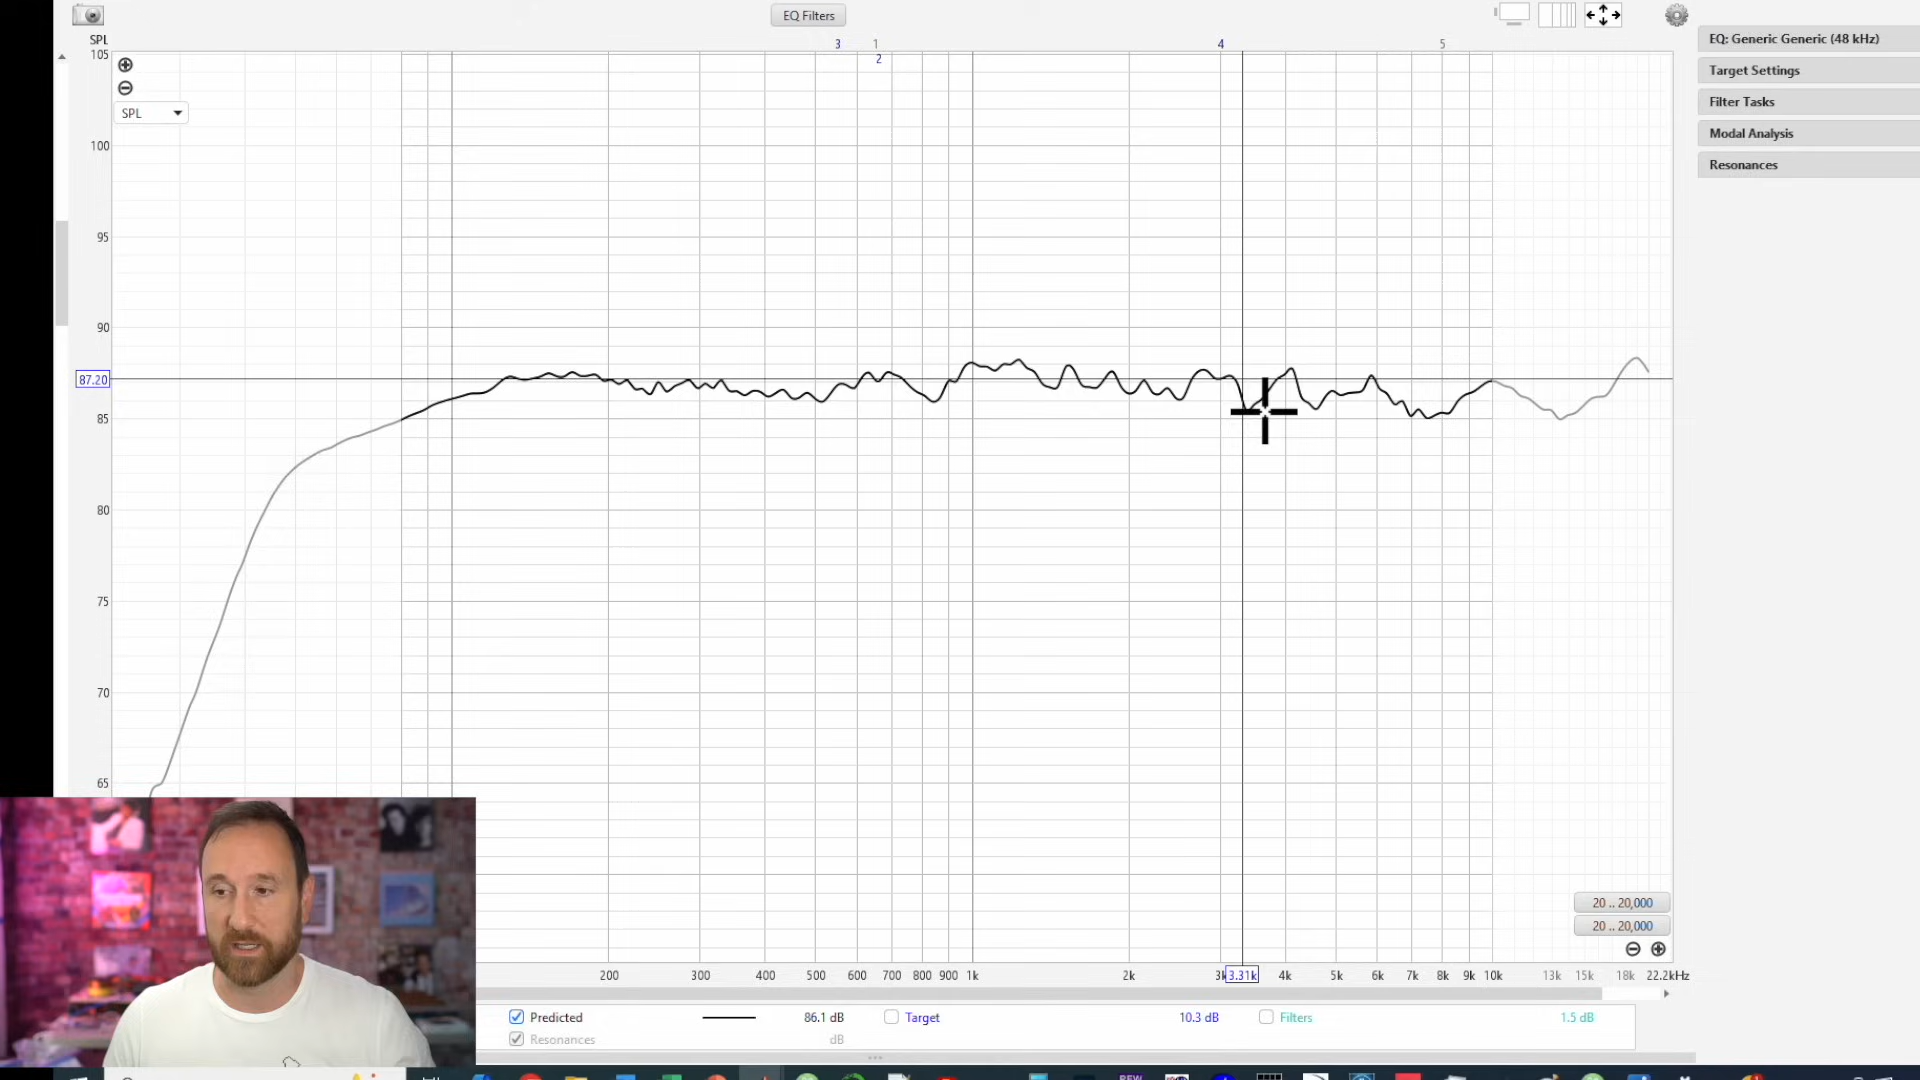 EQ Filters
SPL
105
3
1
2
4
5
EQ: Generic Generic (48 kHz)
Target Settings
Filter Tasks
Modal Analysis
Resonances
SPL
100
95
90
87.20
85
80
75
70
65
20 .. 20,000
20 .. 20,000
200 300 400 500 600 700 800 900 1k 2k 3k 3.31k 4k 5k 6k 7k 8k 9k 10k 13k 15k 18k 22.2kHz
Predicted 86.1 dB Target 10.3 dB Filters 1.5 dB
Resonances dB
REW